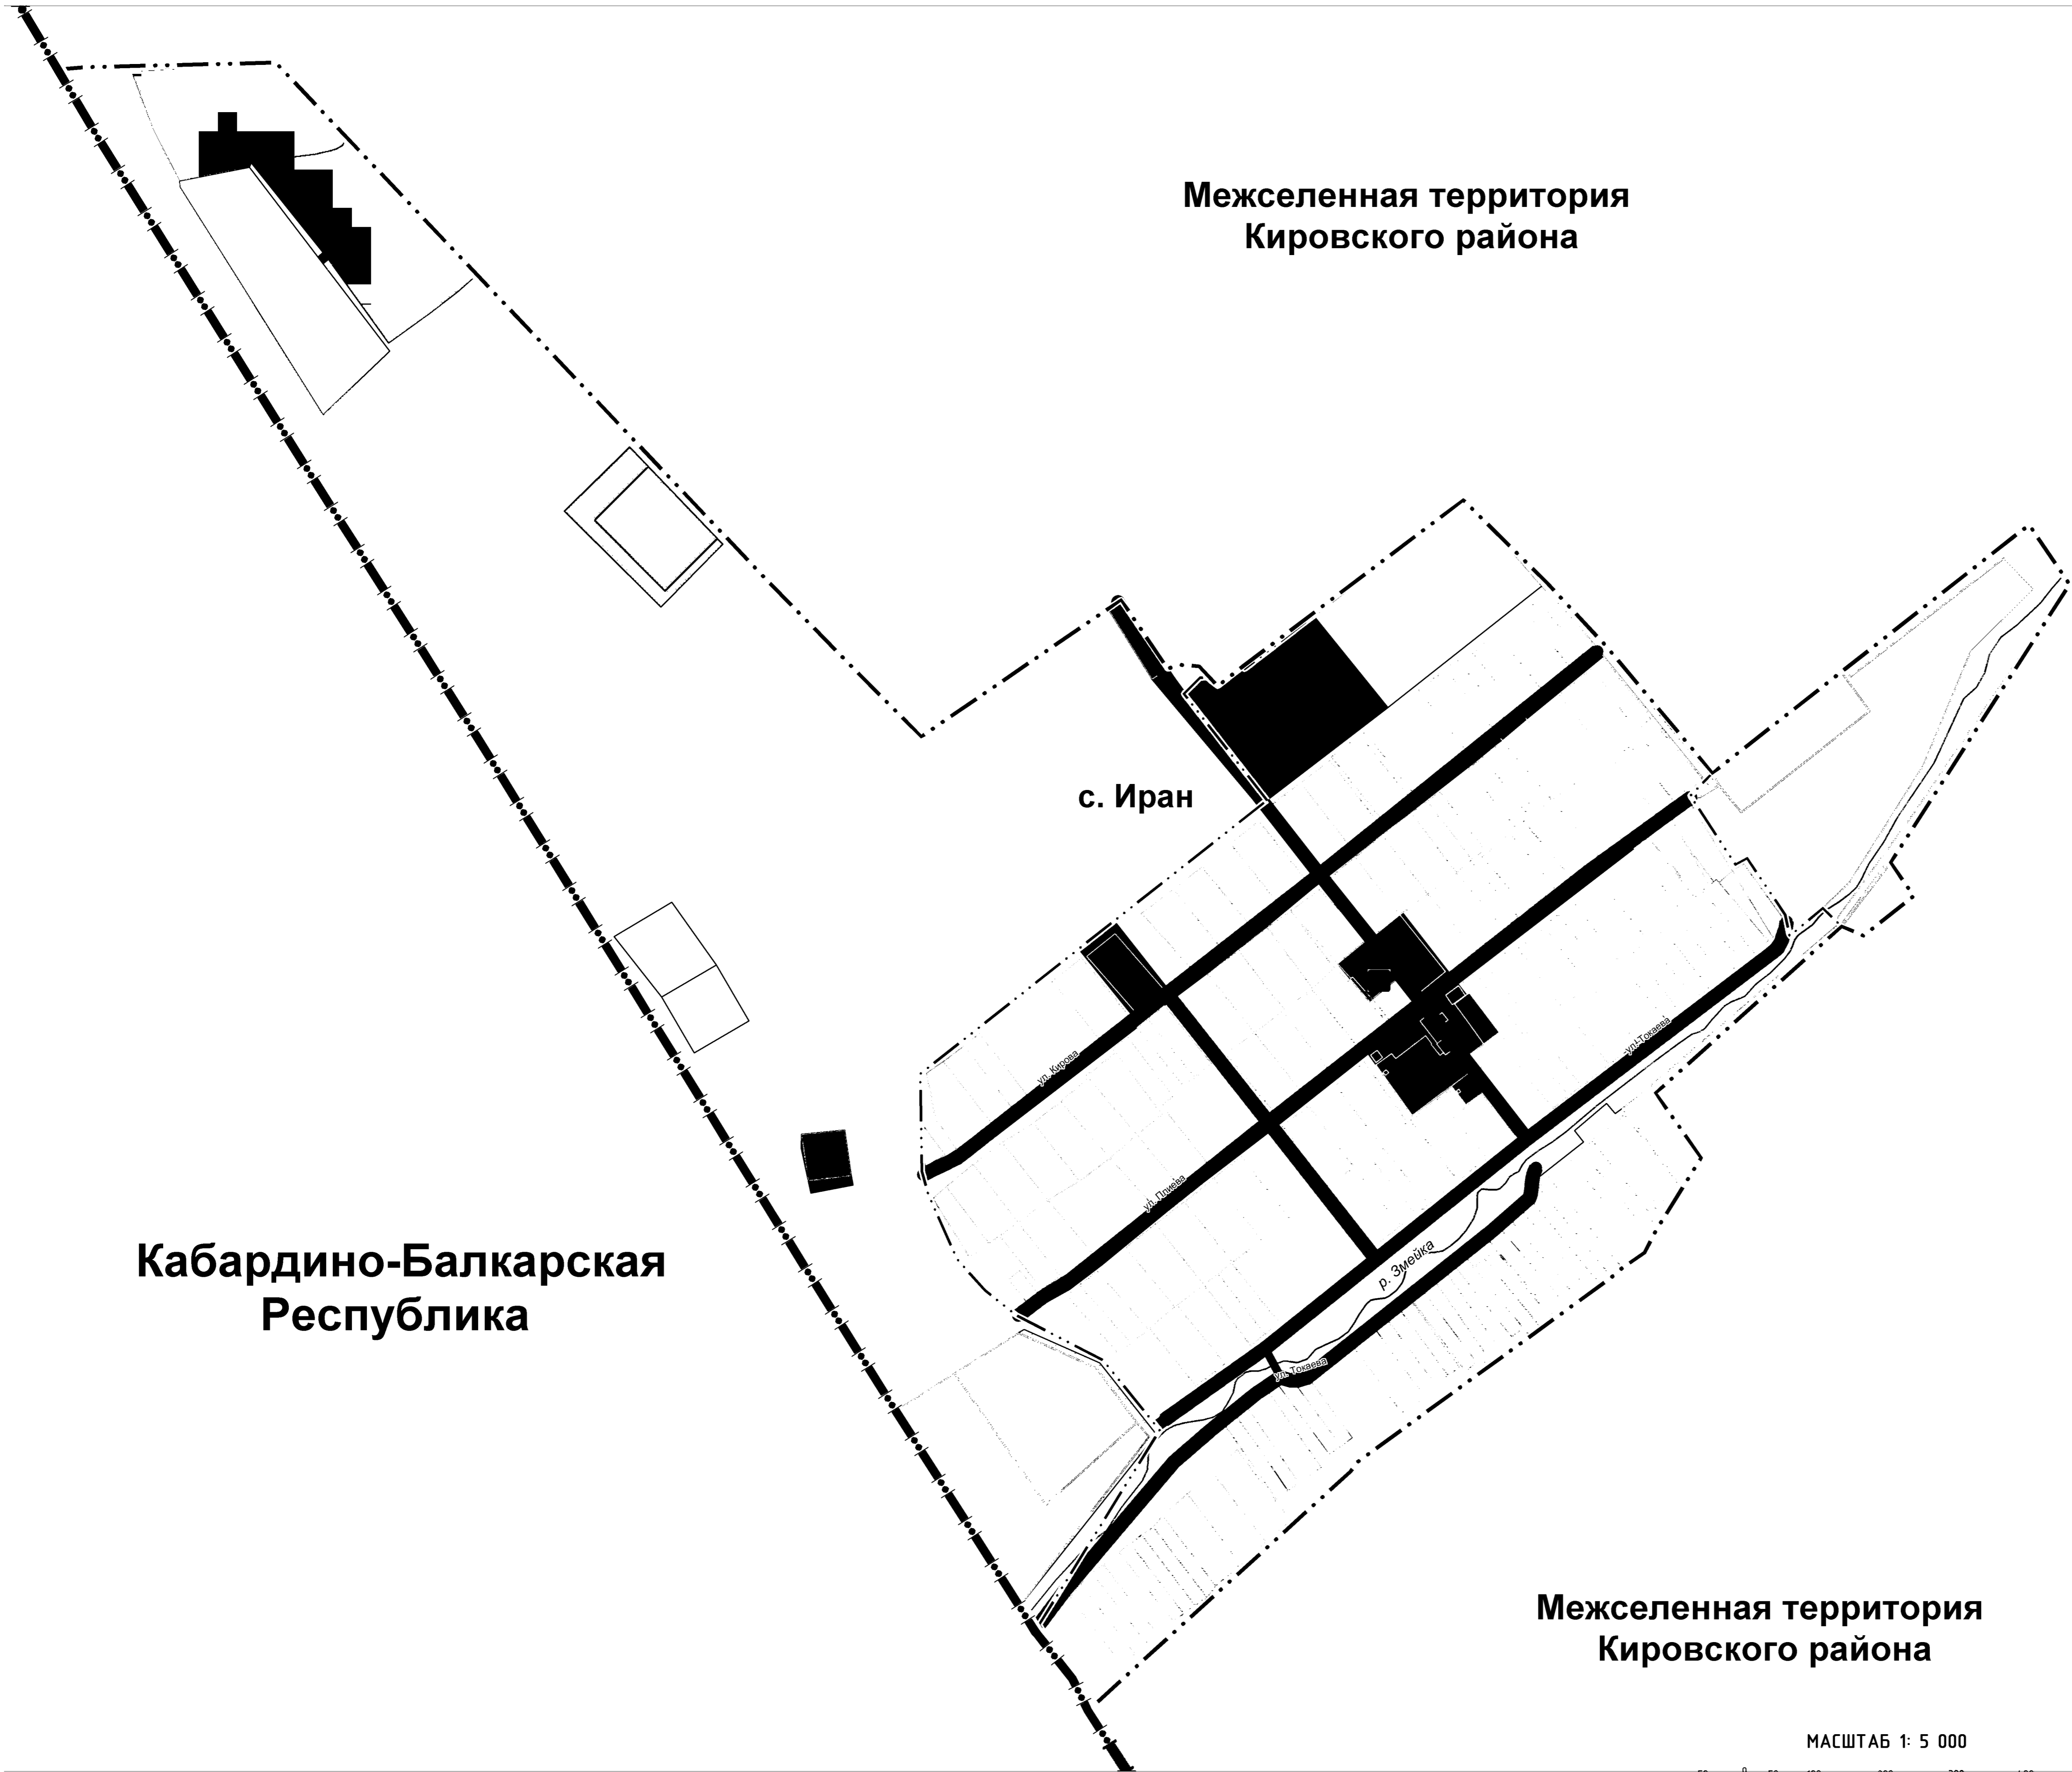 Межселенная территория
Кировского района
с. Иран
ул. Кирова
ул. Токаева
ул. Плиева
Кабардино-Балкарская
Республика
р. Змейка
ул. Токаева
Межселенная территория
Кировского района
МАСШТАБ 1: 5 000